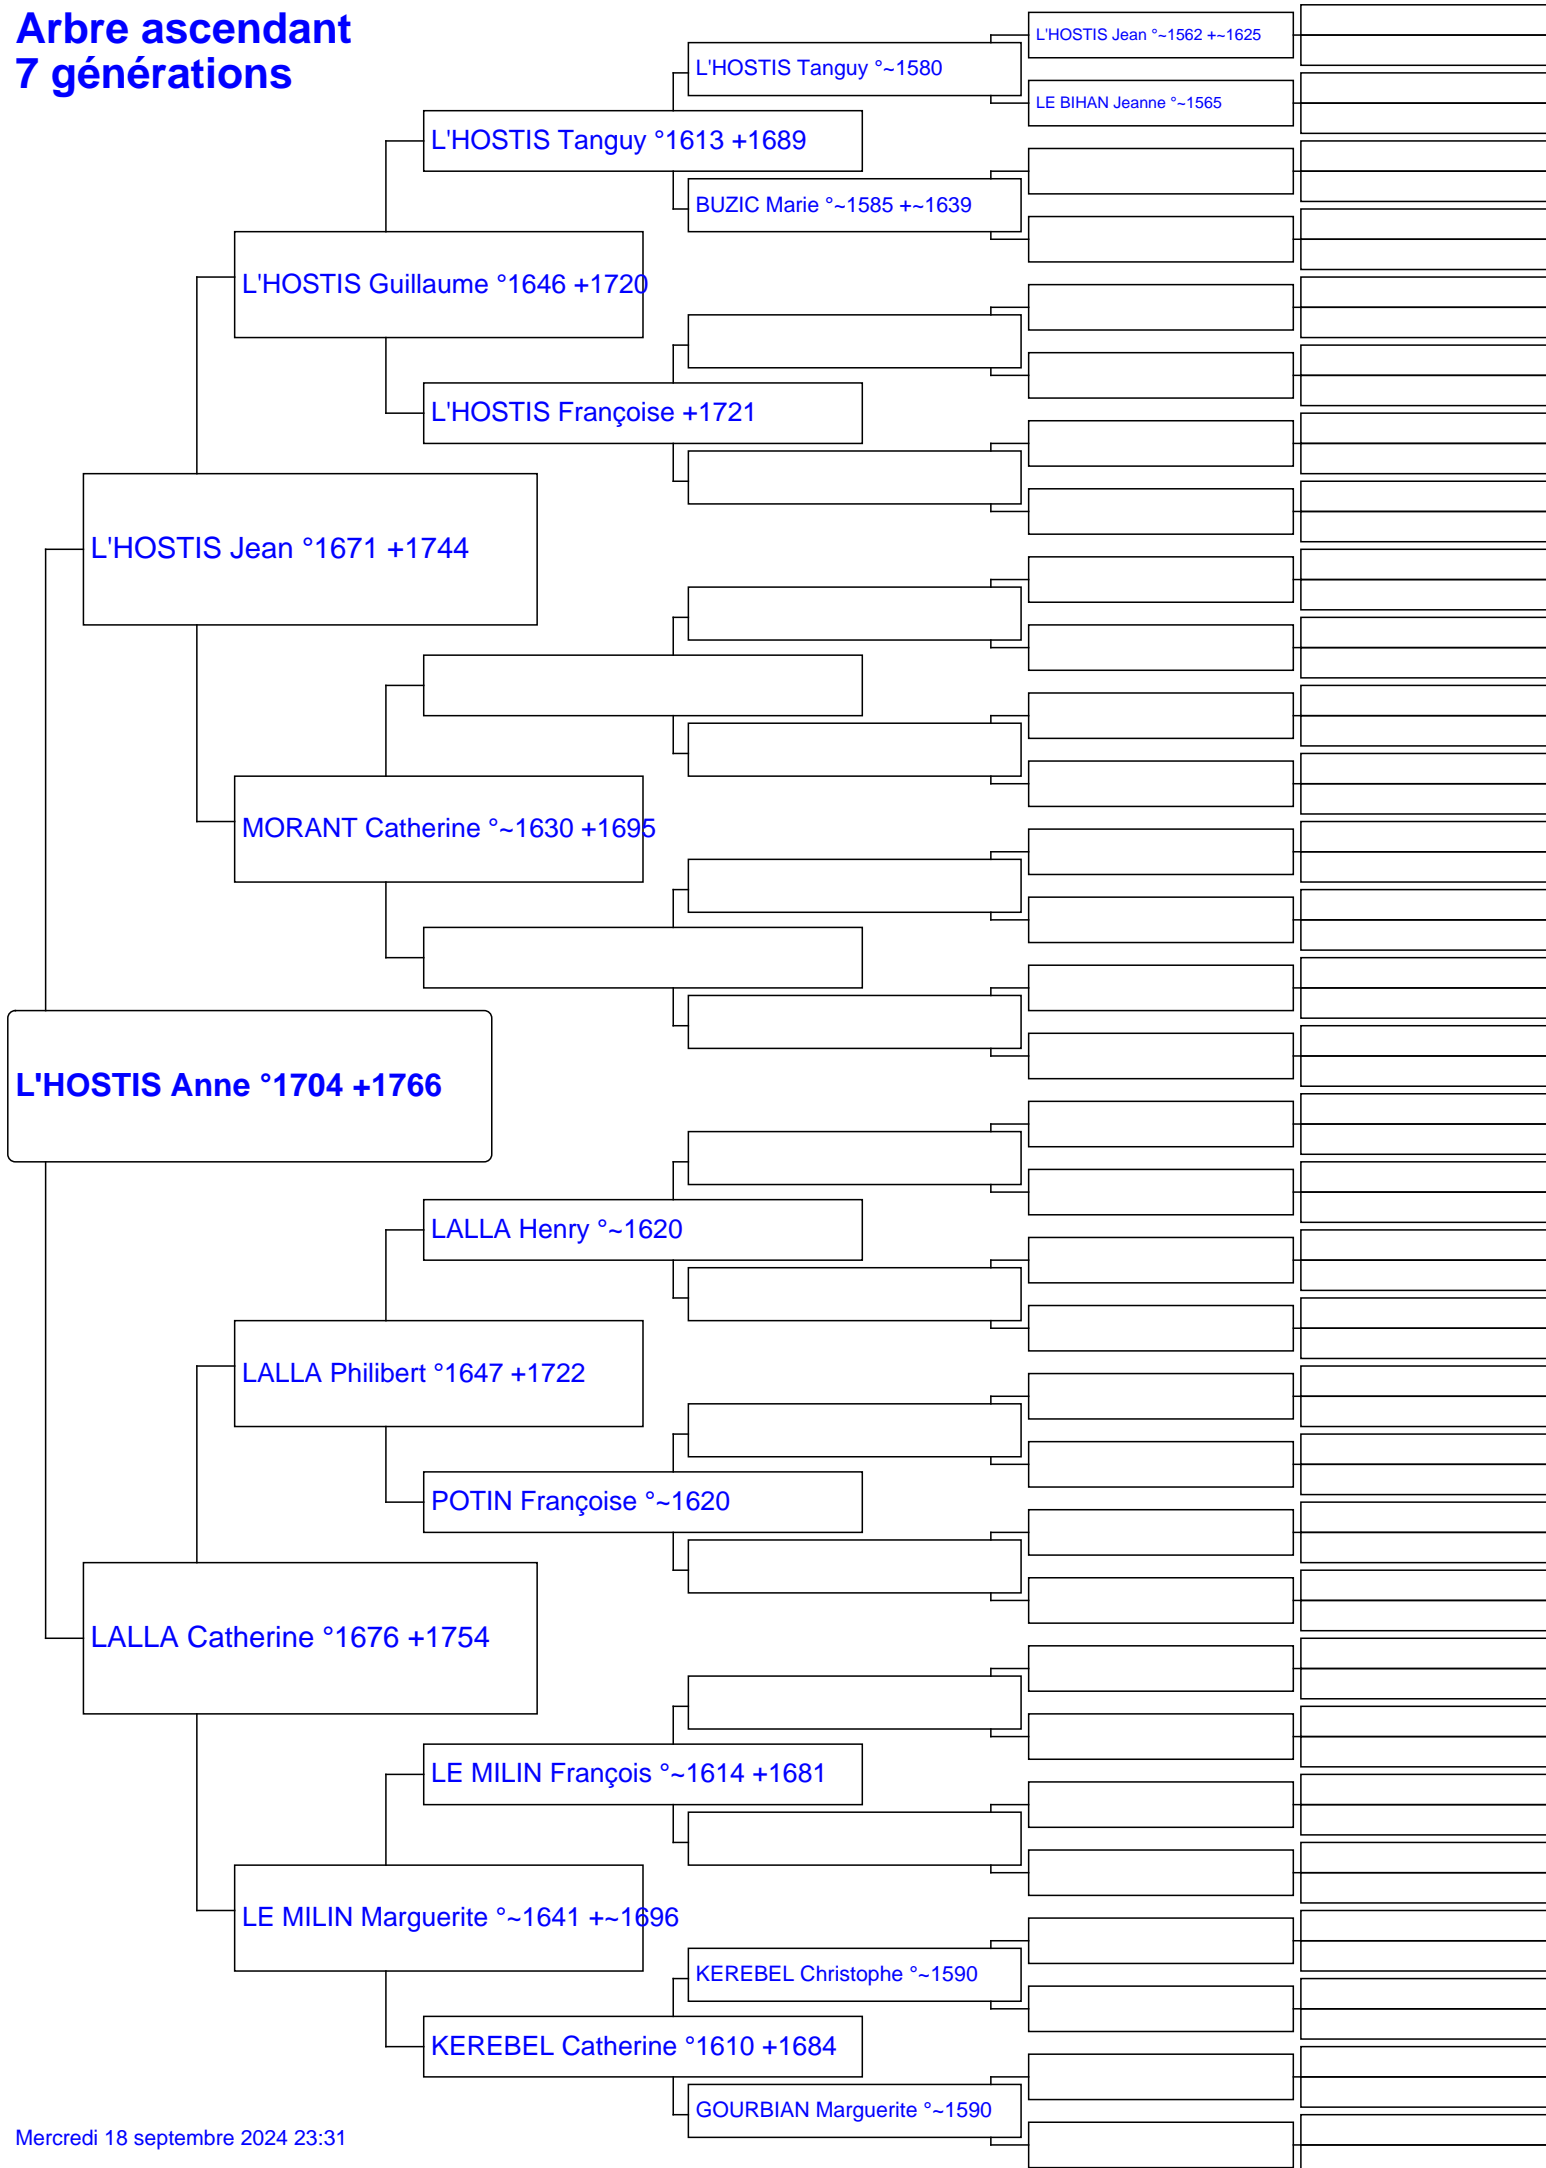 Arbre ascendant
7 générations
L'HOSTIS Jean °~1562 +~1625
L'HOSTIS Tanguy °~1580
LE BIHAN Jeanne °~1565
L'HOSTIS Tanguy °1613 +1689
BUZIC Marie °~1585 +~1639
L'HOSTIS Guillaume °1646 +1720
L'HOSTIS Françoise +1721
L'HOSTIS Jean °1671 +1744
MORANT Catherine °~1630 +1695
L'HOSTIS Anne °1704 +1766
LALLA Henry °~1620
LALLA Philibert °1647 +1722
POTIN Françoise °~1620
LALLA Catherine °1676 +1754
LE MILIN François °~1614 +1681
LE MILIN Marguerite °~1641 +~1696
KEREBEL Christophe °~1590
KEREBEL Catherine °1610 +1684
GOURBIAN Marguerite °~1590
Mercredi 18 septembre 2024 23:31